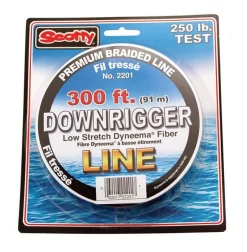 Scotty
250 lb.
TEST
PREMIUM BRAIDED LINE
Fil tressé
No. 2201
300 ft. (91 m)
DOWNRIGGER
Low Stretch Dyneema® Fiber
Fibre Dyneema® à basse étirement
LINE
Fil tressé